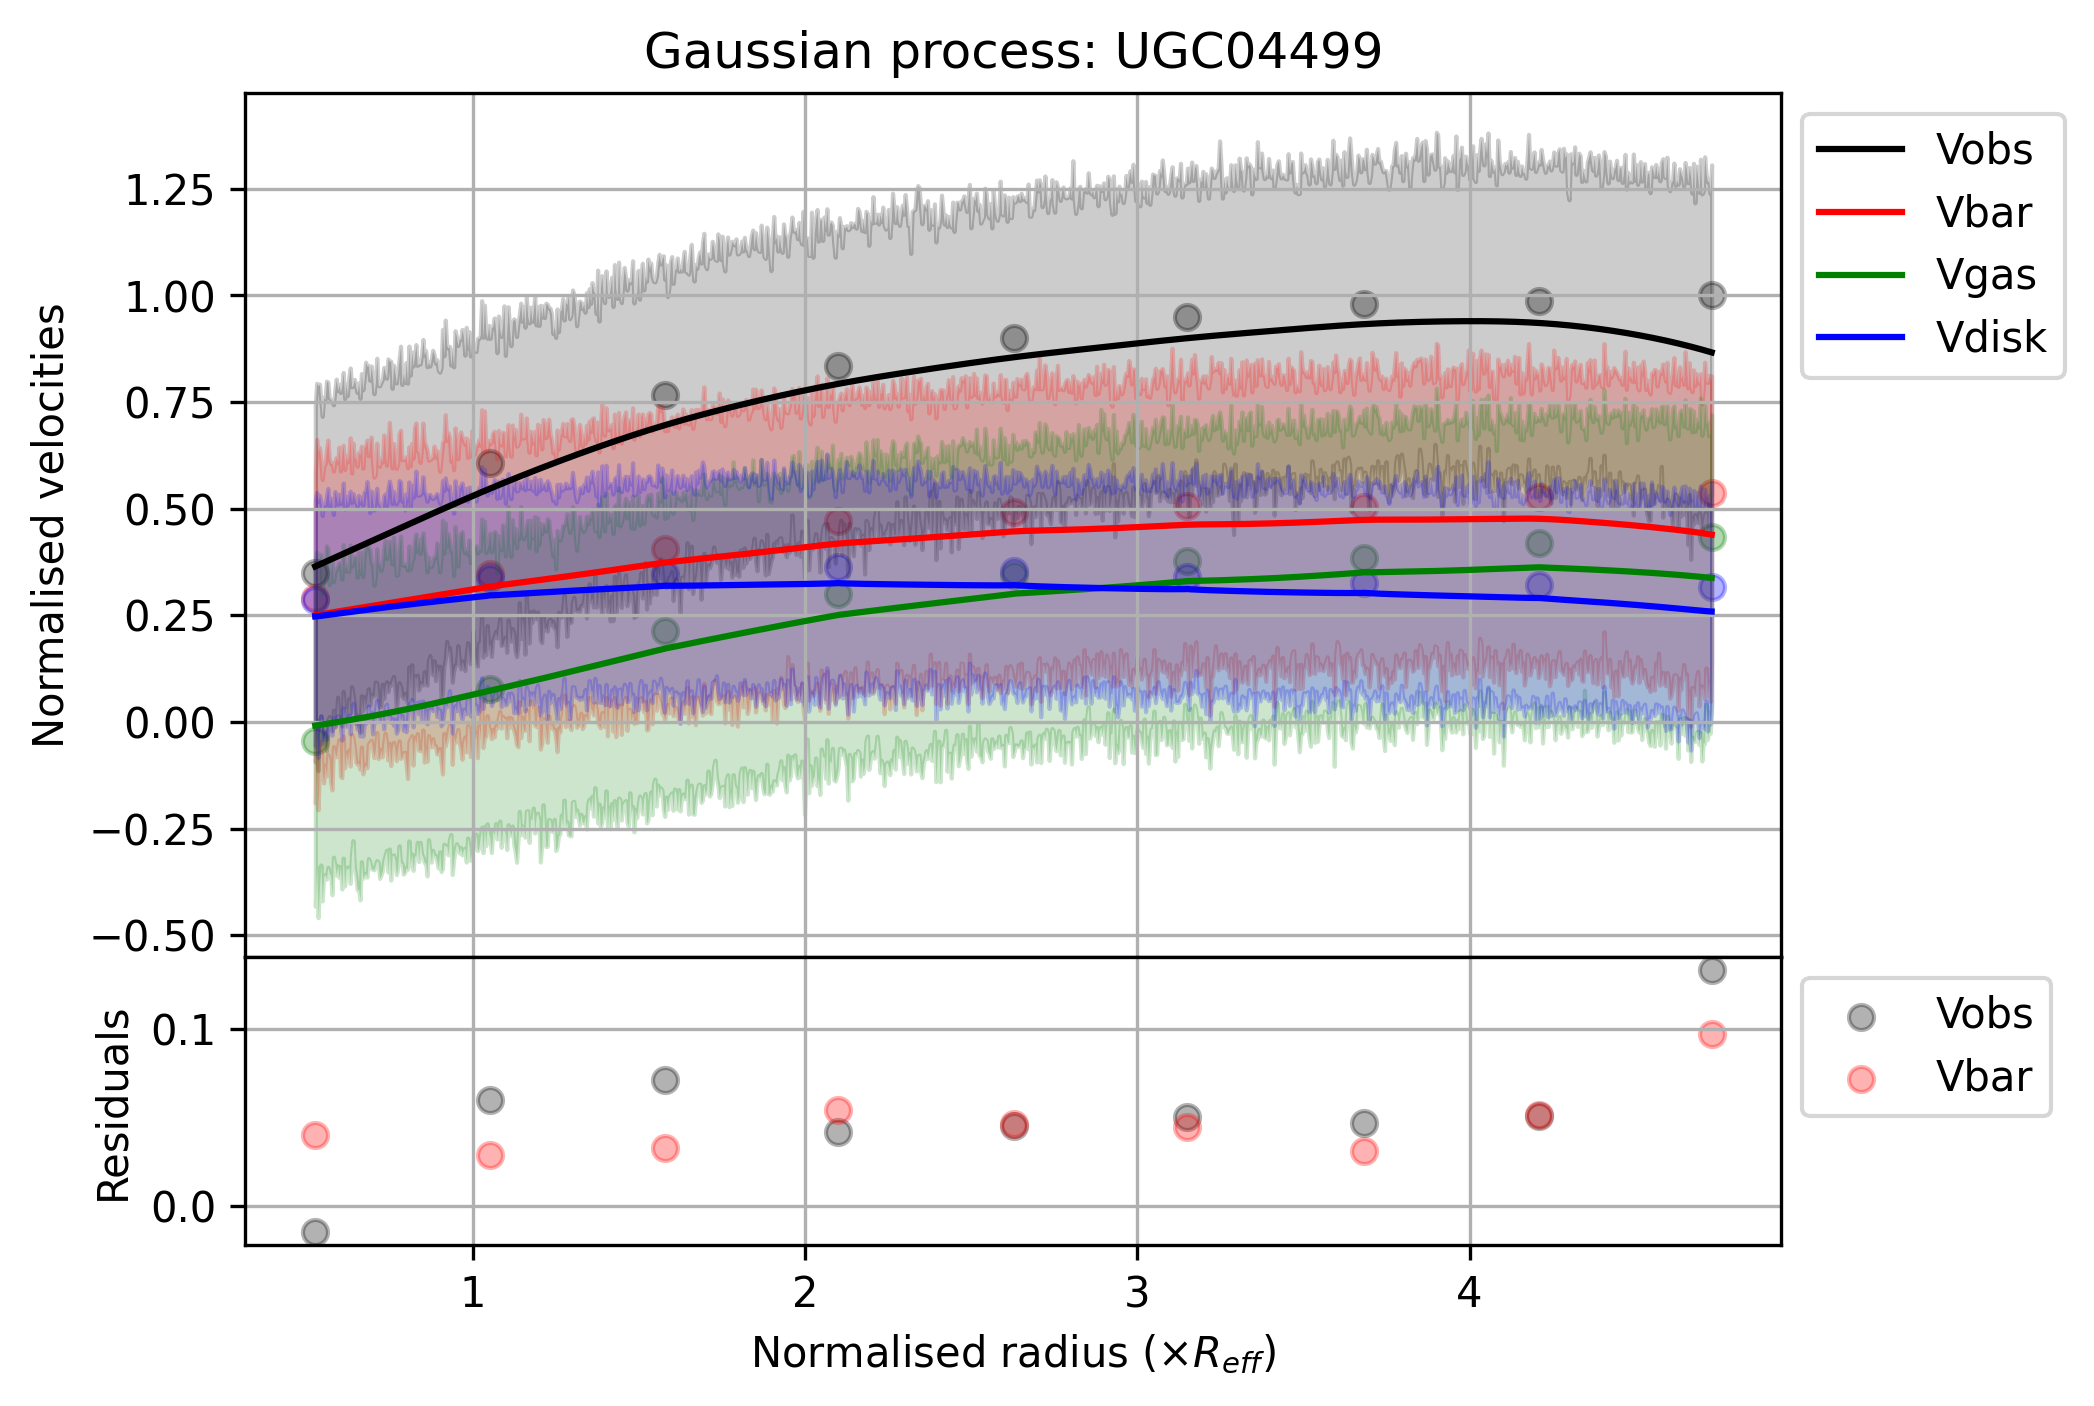 Gaussian process: UGC04499
Normalised velocities
1.25
1.00
0.75
0.50
0.25
0.00
−0.25
−0.50
Vobs
Vbar
Vgas
Vdisk
Residuals
0.1
0.0
Vobs
Vbar
1 2 3 4
Normalised radius (×R_eff)